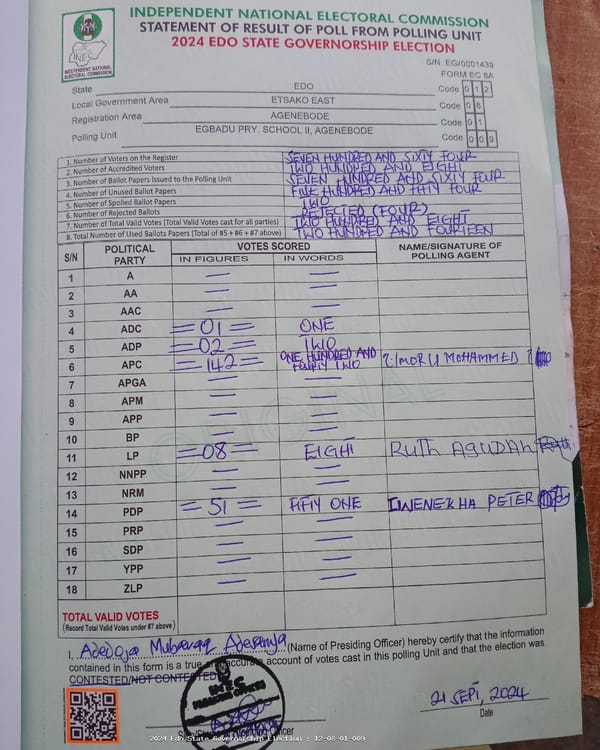 INDEPENDENT NATIONAL ELECTORAL COMMISSION
STATEMENT OF RESULT OF POLL FROM POLLING UNIT
2024 EDO STATE GOVERNORSHIP ELECTION
INEC
INDEPENDENT NATIONAL ELECTORAL COMMISSION
S/N: EG/0001439
FORM EC 8A
State EDO Code 0 1 2
Local Government Area ETSAKO EAST Code 0 8
Registration Area AGENEBODE Code 0 1
Polling Unit EGBADU PRY. SCHOOL II, AGENEBODE Code 0 0 9
1. Number of Voters on the Register SEVEN HUNDRED AND SIXTY FOUR
2. Number of Accredited Voters TWO HUNDRED AND EIGHT
3. Number of Ballot Papers Issued to the Polling Unit SEVEN HUNDRED AND SIXTY FOUR
4. Number of Unused Ballot Papers FIVE HUNDRED AND FIFTY FOUR
5. Number of Spoiled Ballot Papers TWO
6. Number of Rejected Ballots REJECTED (FOUR)
7. Number of Total Valid Votes (Total Valid Votes cast for all parties) TWO HUNDRED AND EIGHT
8. Total Number of Used Ballots Papers (Total of #5 + #6 + #7 above) TWO HUNDRED AND FOURTEEN
S/N POLITICAL PARTY VOTES SCORED NAME/SIGNATURE OF POLLING AGENT
IN FIGURES IN WORDS
1 A — —
2 AA — —
3 AAC — —
4 ADC =01= ONE
5 ADP =02= TWO
6 APC =142= ONE HUNDRED AND FOURTY TWO MOHAMMED
7 APGA — —
8 APM — —
9 APP — —
10 BP — —
11 LP =08= EIGHT RUTH AGUDAH
12 NNPP — —
13 NRM — —
14 PDP =51= FIFTY ONE IWENEKHA PETER
15 PRP — —
16 SDP — —
17 YPP — —
18 ZLP — —
ORIGINAL
TOTAL VALID VOTES
(Record Total Valid Votes under #7 above)
I, Adedoja Mubaraq Adesanya (Name of Presiding Officer) hereby certify that the information
contained in this form is a true accurate account of votes cast in this polling Unit and that the election was
CONTESTED/NOT CONTESTED
INEC
21 SEPT, 2024
Officer
Date
2024 Edo State Governorship Election : 12-08-01-009